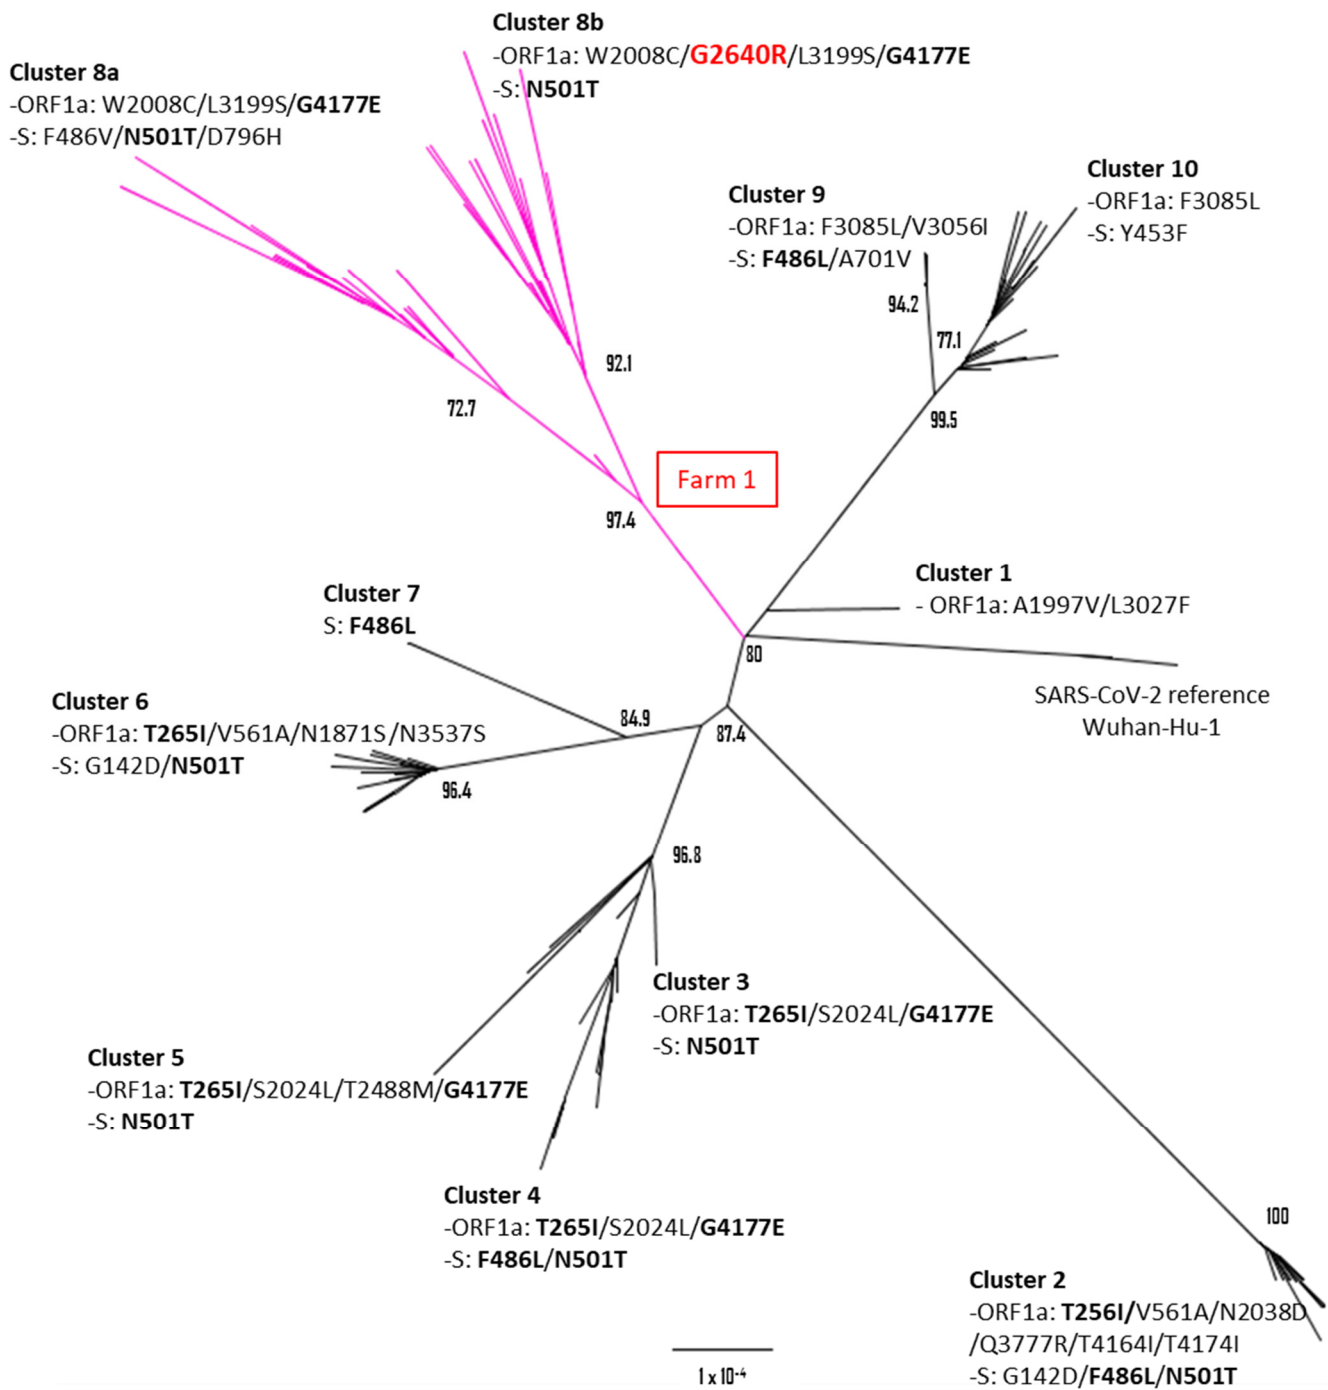 Cluster 8b
-ORF1a: W2008C/G2640R/L3199S/G4177E
-S: N501T
Cluster 8a
-ORF1a: W2008C/L3199S/G4177E
-S: F486V/N501T/D796H
Cluster 10
-ORF1a: F3085L
-S: Y453F
Cluster 9
-ORF1a: F3085L/V3056I
-S: F486L/A701V
94.2
77.1
92.1
72.7
99.5
Farm 1
97.4
Cluster 1
- ORF1a: A1997V/L3027F
Cluster 7
S: F486L
80
SARS-CoV-2 reference
Wuhan-Hu-1
Cluster 6
-ORF1a: T265I/V561A/N1871S/N3537S
-S: G142D/N501T
84.9
87.4
96.4
96.8
Cluster 3
-ORF1a: T265I/S2024L/G4177E
-S: N501T
Cluster 5
-ORF1a: T265I/S2024L/T2488M/G4177E
-S: N501T
Cluster 4
-ORF1a: T265I/S2024L/G4177E
-S: F486L/N501T
100
Cluster 2
-ORF1a: T256I/V561A/N2038D
/Q3777R/T4164I/T4174I
-S: G142D/F486L/N501T
1 x 10-4